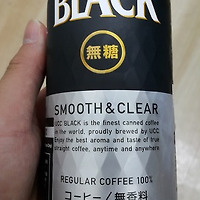 BLACK
無糖
SMOOTH&CLEAR
UCC BLACK is the finest canned coffee
in the world, proudly brewed by UCC
Enjoy the best aroma and taste of true
straight coffee, anytime and anywhere.
REGULAR COFFEE 100%
コーヒー/無香料